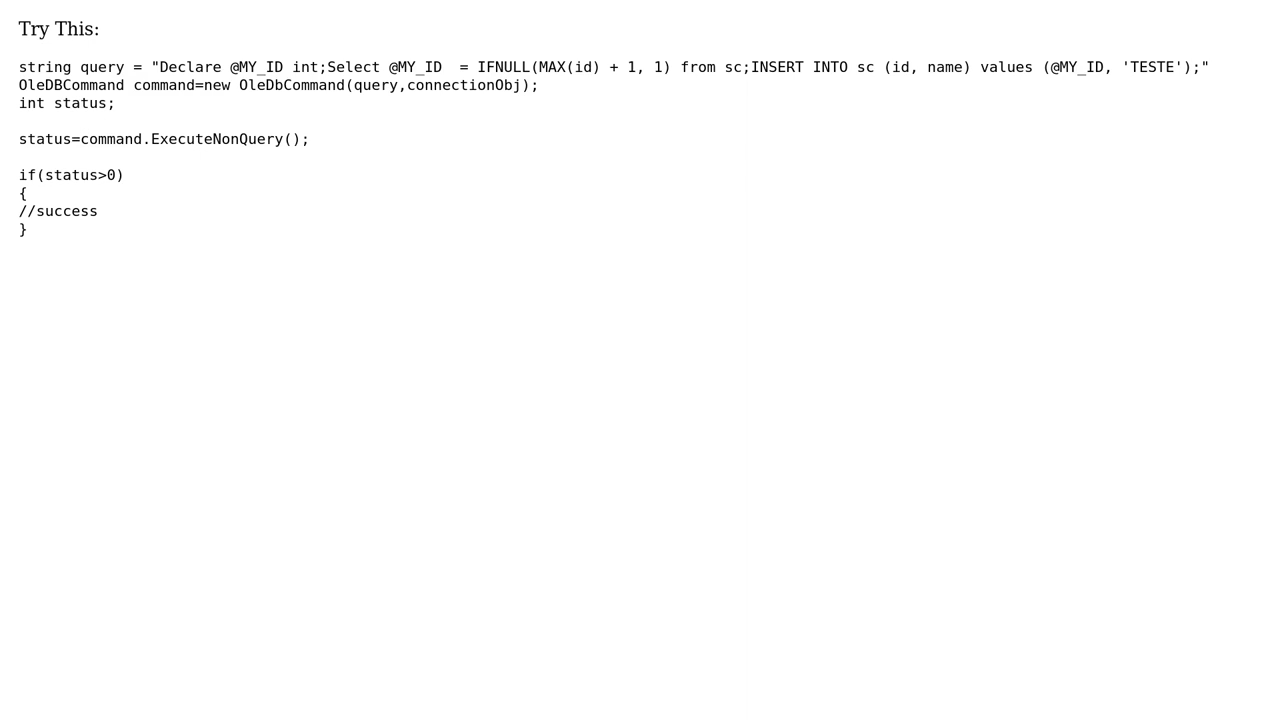 Try This:
string query = "Declare @MY_ID int;Select @MY_ID  = IFNULL(MAX(id) + 1, 1) from sc;INSERT INTO sc (id, name) values (@MY_ID, 'TESTE');"
OleDBCommand command=new OleDbCommand(query,connectionObj);
int status;
status=command.ExecuteNonQuery();
if(status>0)
{
//success
}